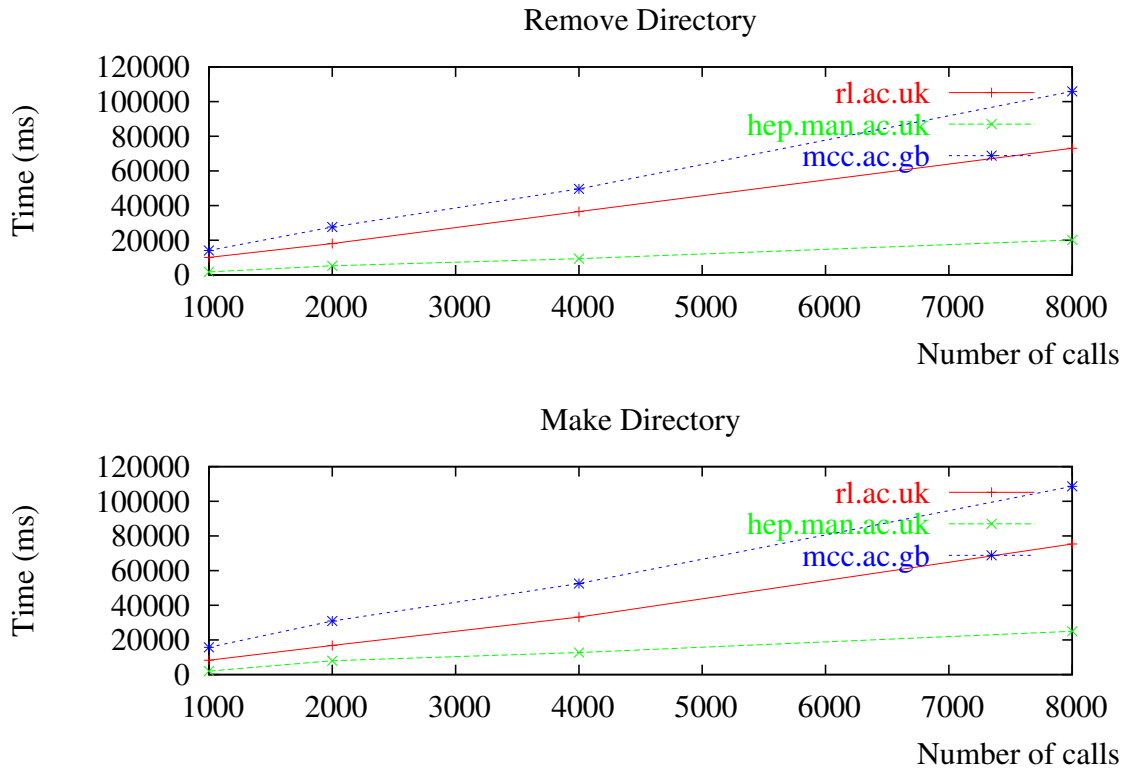 Remove Directory
120000
100000
80000
60000
40000
20000
0
Time (ms)
rl.ac.uk
hep.man.ac.uk
mcc.ac.gb
1000 2000 3000 4000 5000 6000 7000 8000
Number of calls
Make Directory
120000
100000
80000
60000
40000
20000
0
Time (ms)
rl.ac.uk
hep.man.ac.uk
mcc.ac.gb
1000 2000 3000 4000 5000 6000 7000 8000
Number of calls